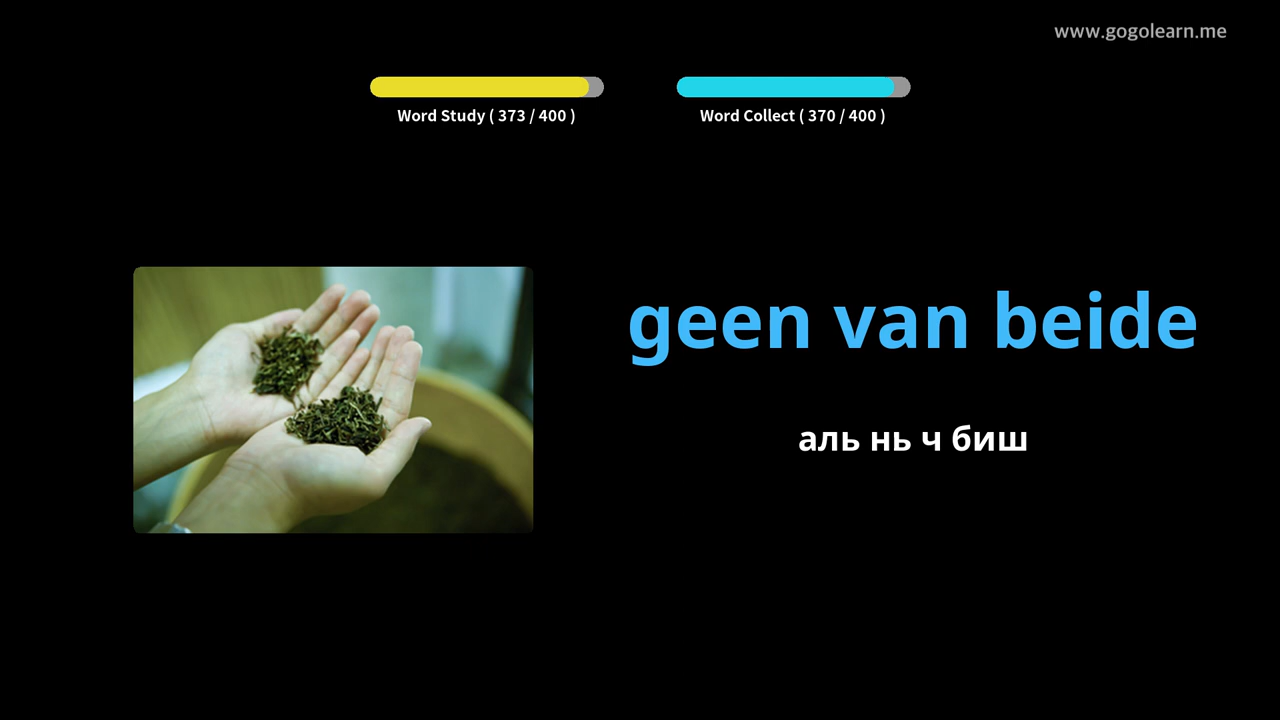 www.gogolearn.me
Word Study ( 373 / 400 )
Word Collect ( 370 / 400 )
geen van beide
аль нь ч биш